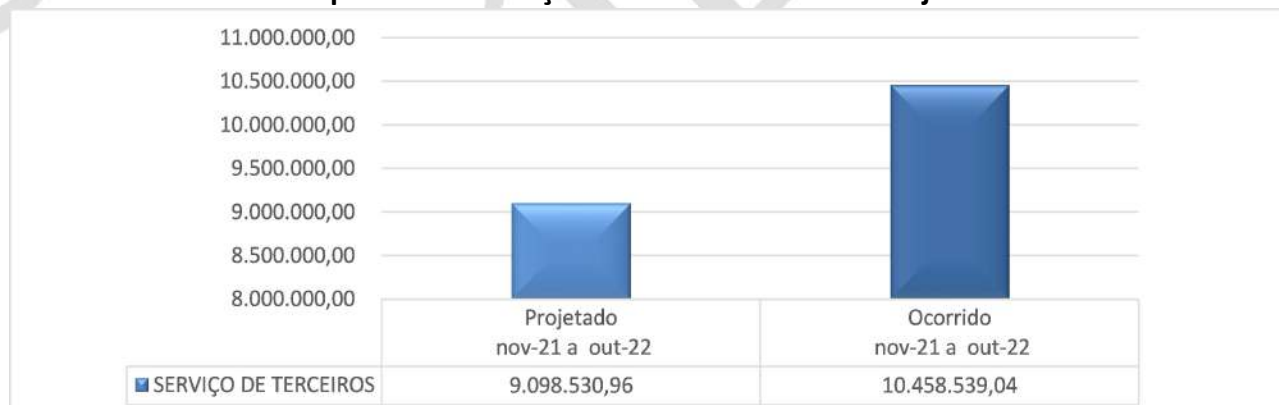 11.000.000,00
10.500.000,00
10.000.000,00
9.500.000,00
9.000.000,00
8.500.000,00
8.000.000,00
Projetado Ocorrido
nov-21 a out-22 nov-21 a out-22
SERVIÇO DE TERCEIROS 9.098.530,96 10.458.539,04